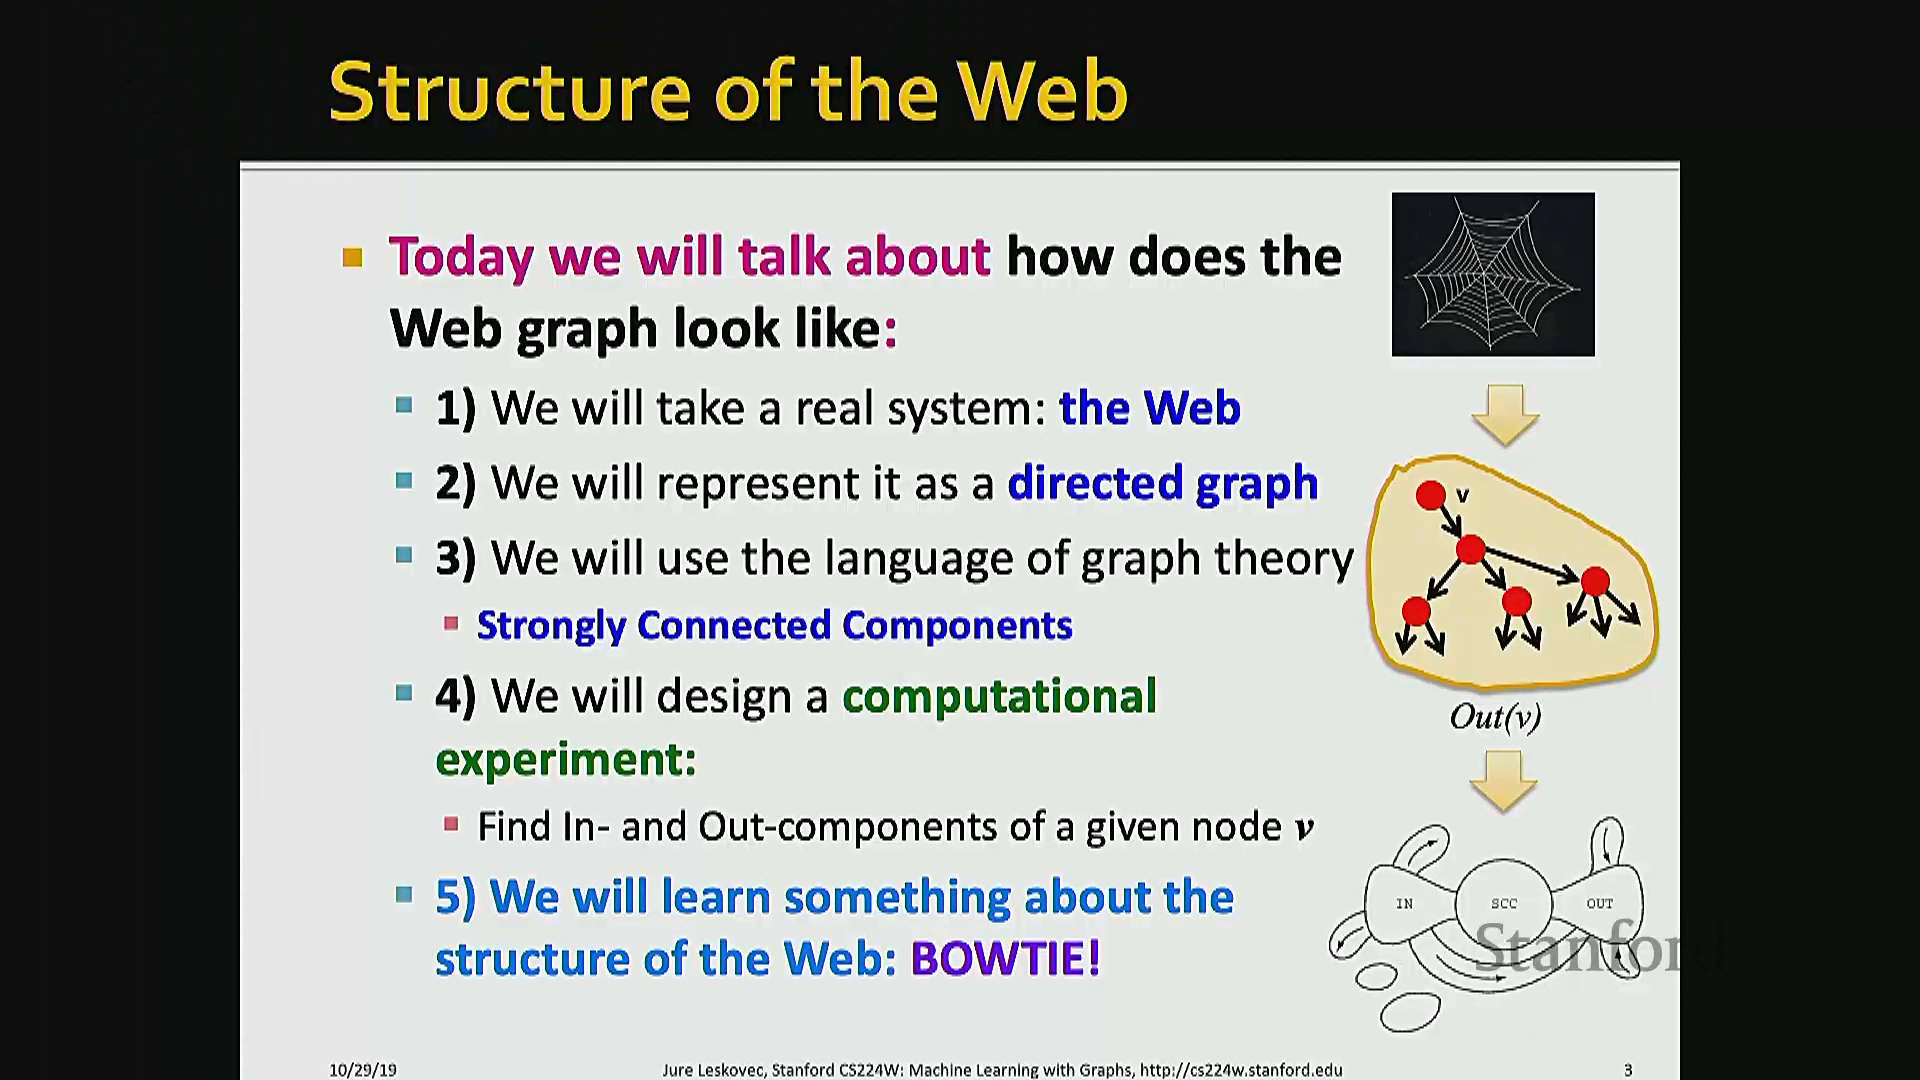 Structure of the Web
Today we will talk about how does the
Web graph look like:
1) We will take a real system: the Web
2) We will represent it as a directed graph
3) We will use the language of graph theory
Strongly Connected Components
4) We will design a computational
experiment:
Find In- and Out-components of a given node v
5) We will learn something about the
structure of the Web: BOWTIE!
v
Out(v)
IN
SCC
OUT
Stanford
10/29/19
Jure Leskovec, Stanford CS224W: Machine Learning with Graphs, http://cs224w.stanford.edu
3